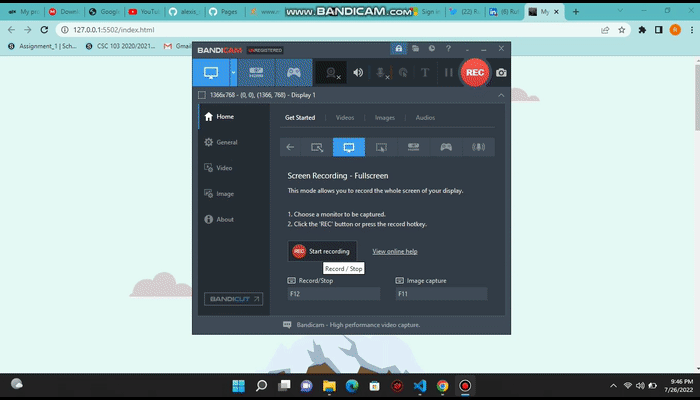 My pr
Down
Googl
YouTu
alesis_
Pages
www.BANDICAM.com
Sign in
(22) R
(6) Ru
My
127.0.0.1:5502/index.html
Assignment_1 | Sch...
CSC 103 2020/2021...
Gmail
BANDICAM UNREGISTERED
REC
1366x768 - (0, 0), (1366, 768) - Display 1
Home
General
Video
Image
About
BANDICUT
Get Started
Videos
Images
Audios
Screen Recording - Fullscreen
This mode allows you to record the whole screen of your display.
1. Choose a monitor to be captured.
2. Click the 'REC' button or press the record hotkey.
REC Start recording
View online help
Record / Stop
Record/Stop
Image capture
F12
F11
Bandicam - High performance video capture.
9:46 PM
7/26/2022